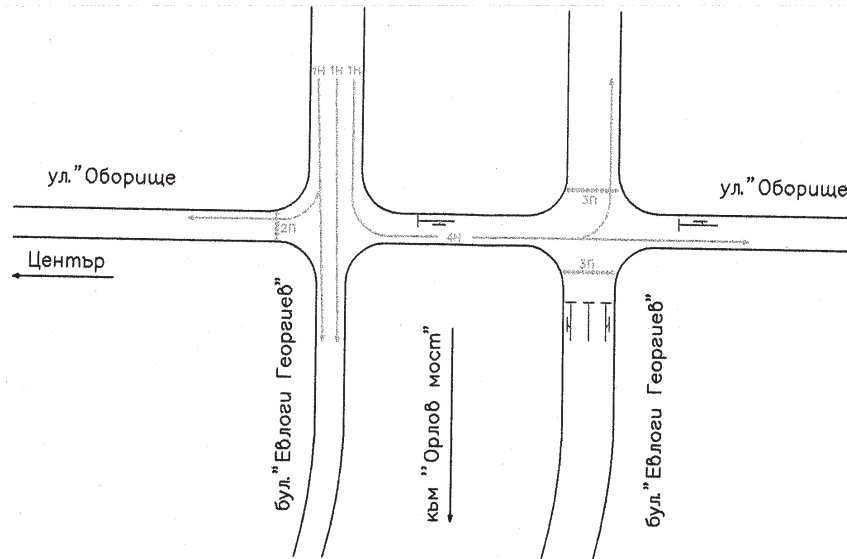 1Н 1Н 1Н
ул."Оборище
3П
ул."Оборище
2П
4Н
Център
3П
бул."Евлоги Георгиев"
към "Орлов мост"
бул."Евлоги Георгиев"